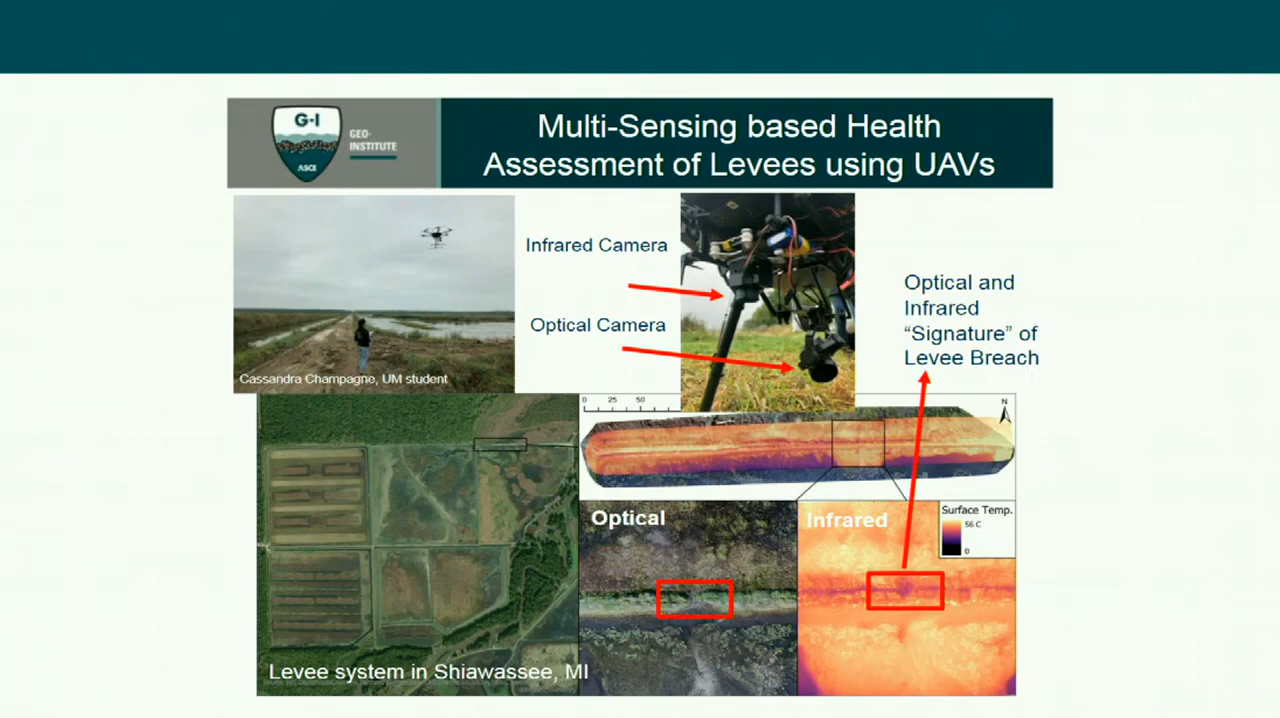 G-I
GEO-
INSTITUTE
ASCE
Multi-Sensing based Health
Assessment of Levees using UAVs
Infrared Camera
Optical Camera
Cassandra Champagne, UM student
Optical and
Infrared
“Signature” of
Levee Breach
0 25 50
N
Optical
Infrared
Surface Temp.
56 C
0
Levee system in Shiawassee, MI